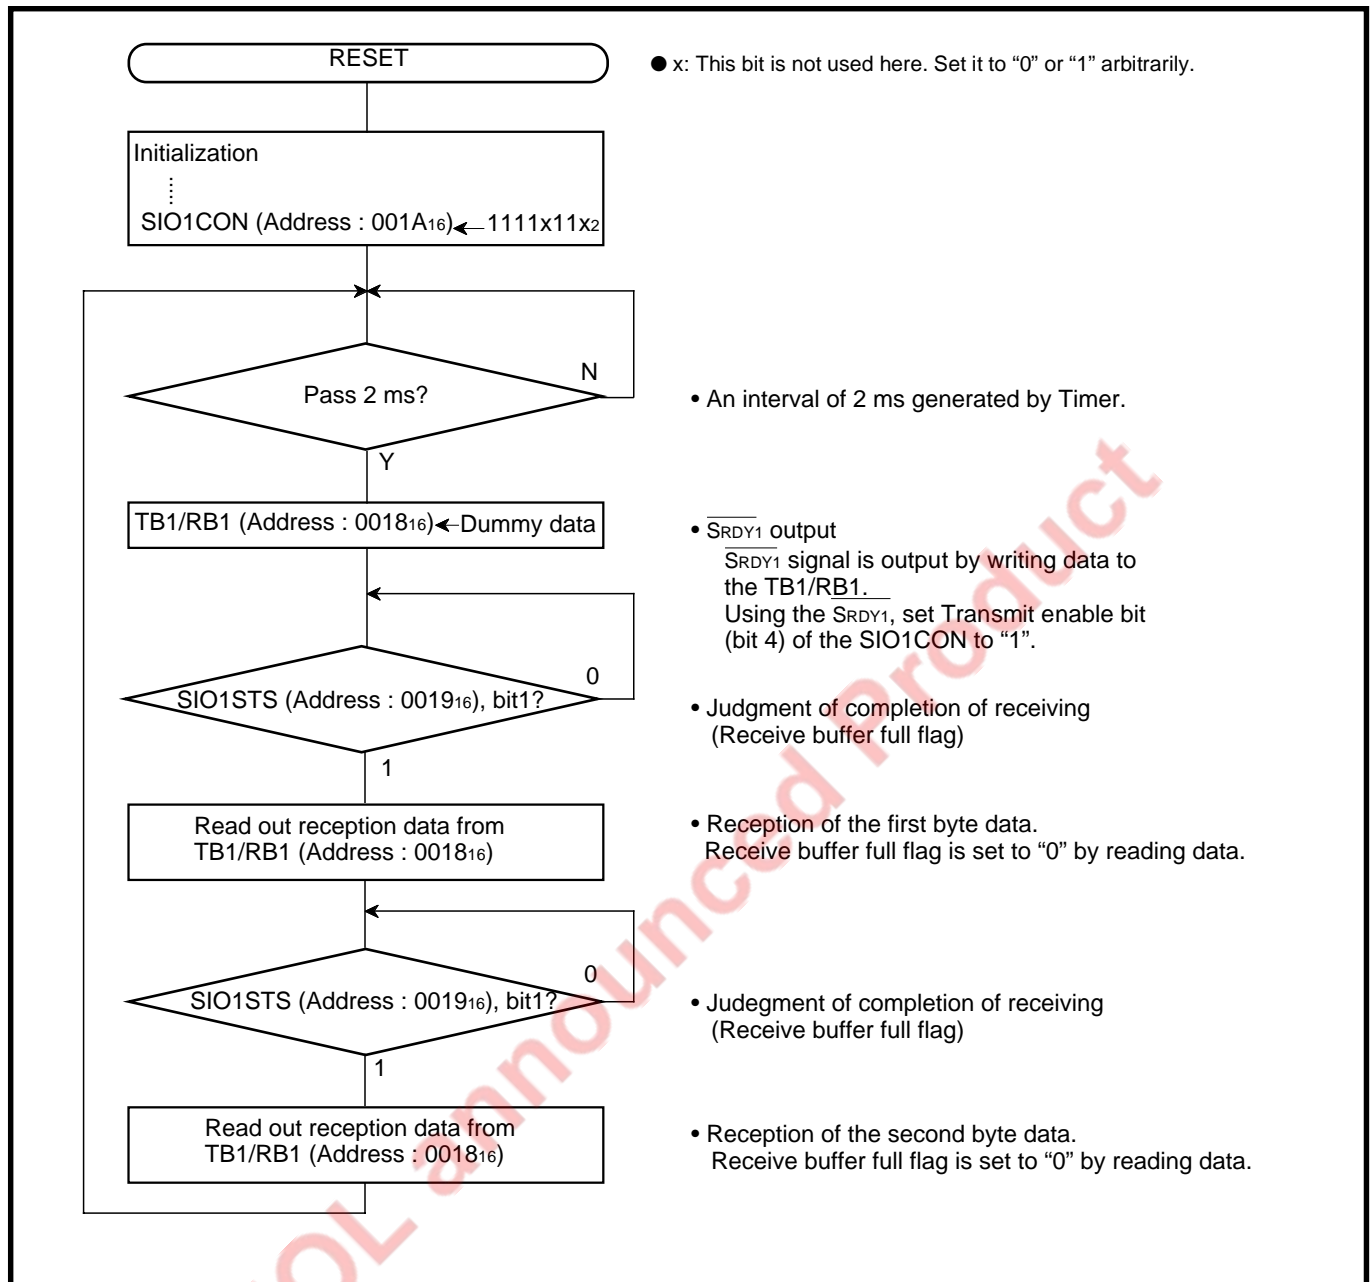 RESET
● x: This bit is not used here. Set it to “0” or “1” arbitrarily.
Initialization
SIO1CON (Address : 001A16) ← 1111x11x2
Pass 2 ms?
N
• An interval of 2 ms generated by Timer.
Y
TB1/RB1 (Address : 001816) ← Dummy data
• SRDY1 output
SRDY1 signal is output by writing data to
the TB1/RB1.
Using the SRDY1, set Transmit enable bit
(bit 4) of the SIO1CON to “1”.
0
SIO1STS (Address : 001916), bit1?
• Judgment of completion of receiving
(Receive buffer full flag)
1
Read out reception data from
TB1/RB1 (Address : 001816)
• Reception of the first byte data.
Receive buffer full flag is set to “0” by reading data.
0
SIO1STS (Address : 001916), bit1?
• Judegment of completion of receiving
(Receive buffer full flag)
1
Read out reception data from
TB1/RB1 (Address : 001816)
• Reception of the second byte data.
Receive buffer full flag is set to “0” by reading data.
OL announced Product